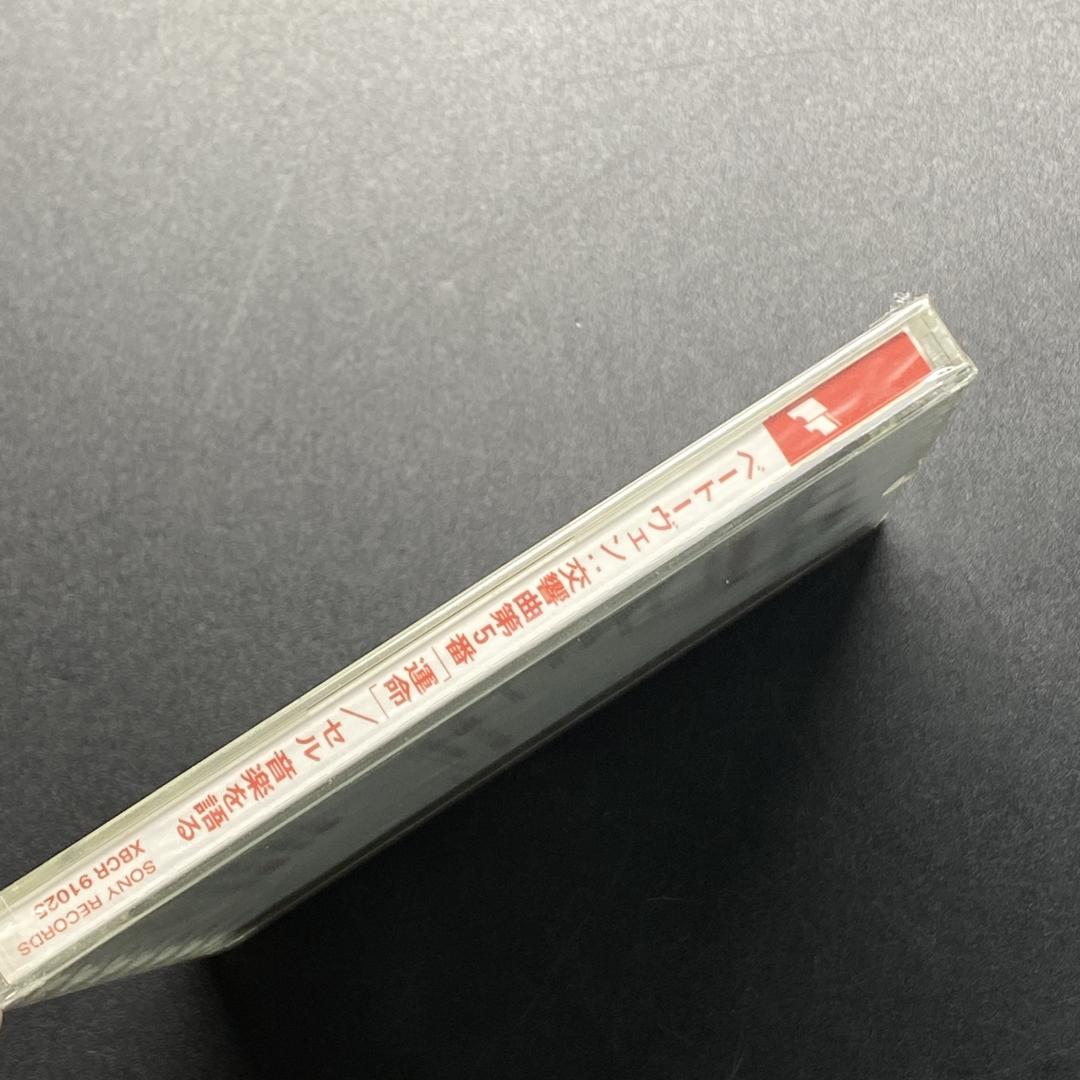 ベートーヴェン:交響曲第5番「運命」/セル 音楽を語る
XBCR 91025
SONY RECORDS